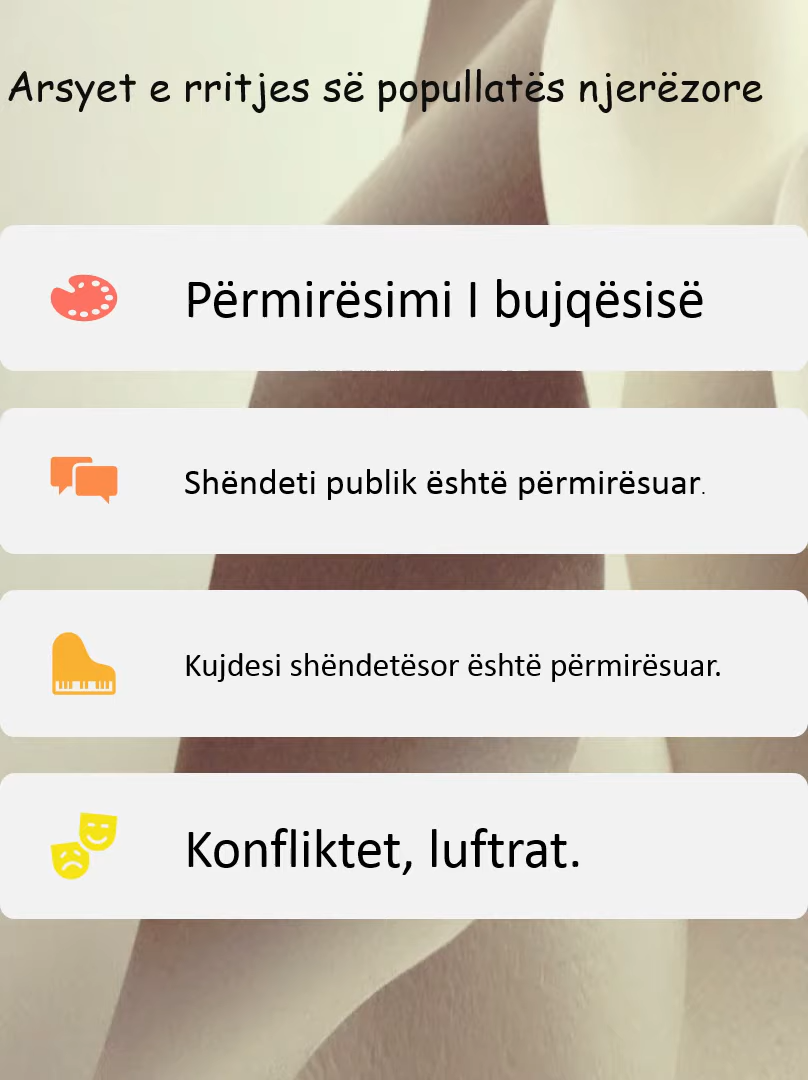 Arsyet e rritjes së popullatës njerëzore
Përmirësimi I bujqësisë
Shëndeti publik është përmirësuar.
Kujdesi shëndetësor është përmirësuar.
Konfliktet, luftrat.